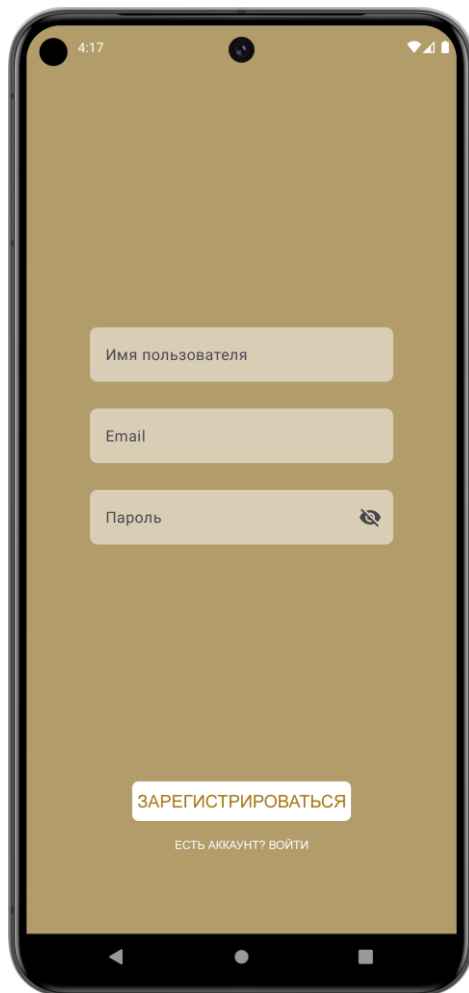 4:17
Имя пользователя
Email
Пароль
ЗАРЕГИСТРИРОВАТЬСЯ
ЕСТЬ АККАУНТ? ВОЙТИ